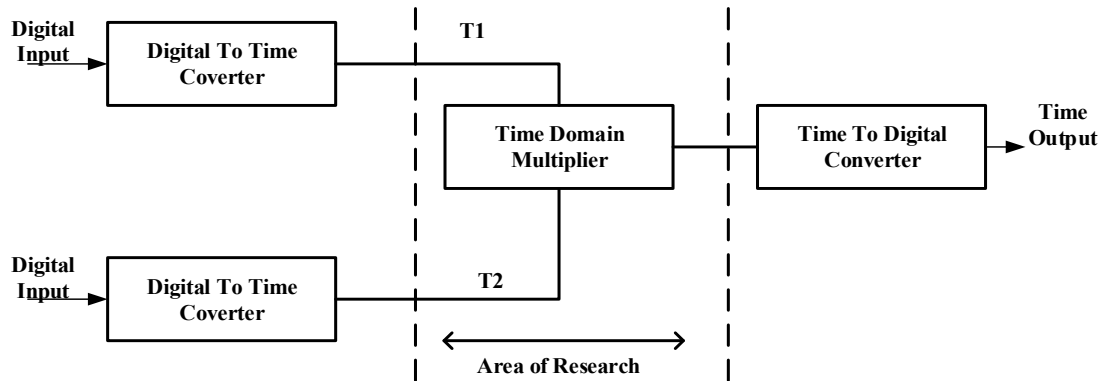 Digital
Input
Digital To Time
Coverter
T1
Time Domain
Multiplier
Time To Digital
Converter
Time
Output
Digital
Input
Digital To Time
Coverter
T2
Area of Research